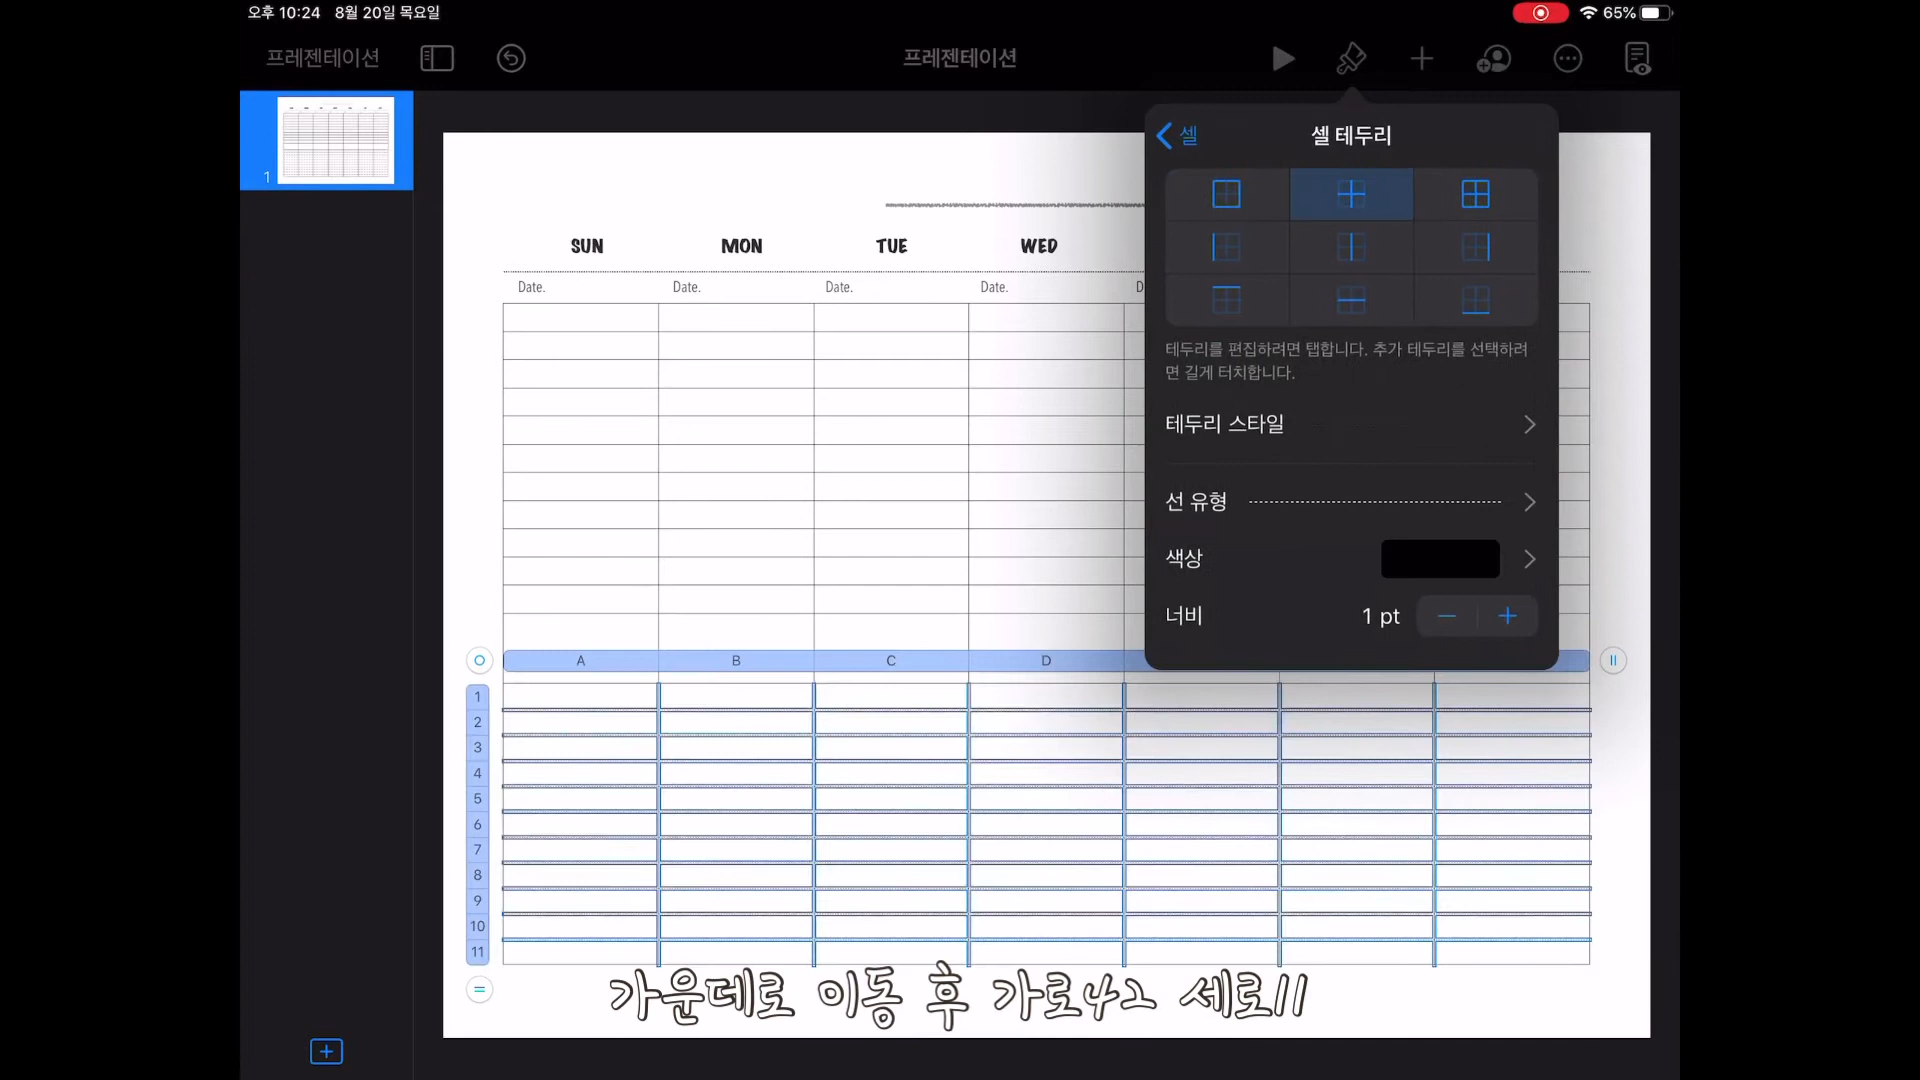 오후 10:24 8월 20일 목요일
65%
프레젠테이션
프레젠테이션
1
셀
셀 테두리
SUN MON TUE WED
Date. Date. Date. Date. D
테두리를 편집하려면 탭합니다. 추가 테두리를 선택하려
면 길게 터치합니다.
테두리 스타일
선 유형
색상
너비 1 pt
A B C D
1
2
3
4
5
6
7
8
9
10
11
가운데로 이동 후 가로42 세로11